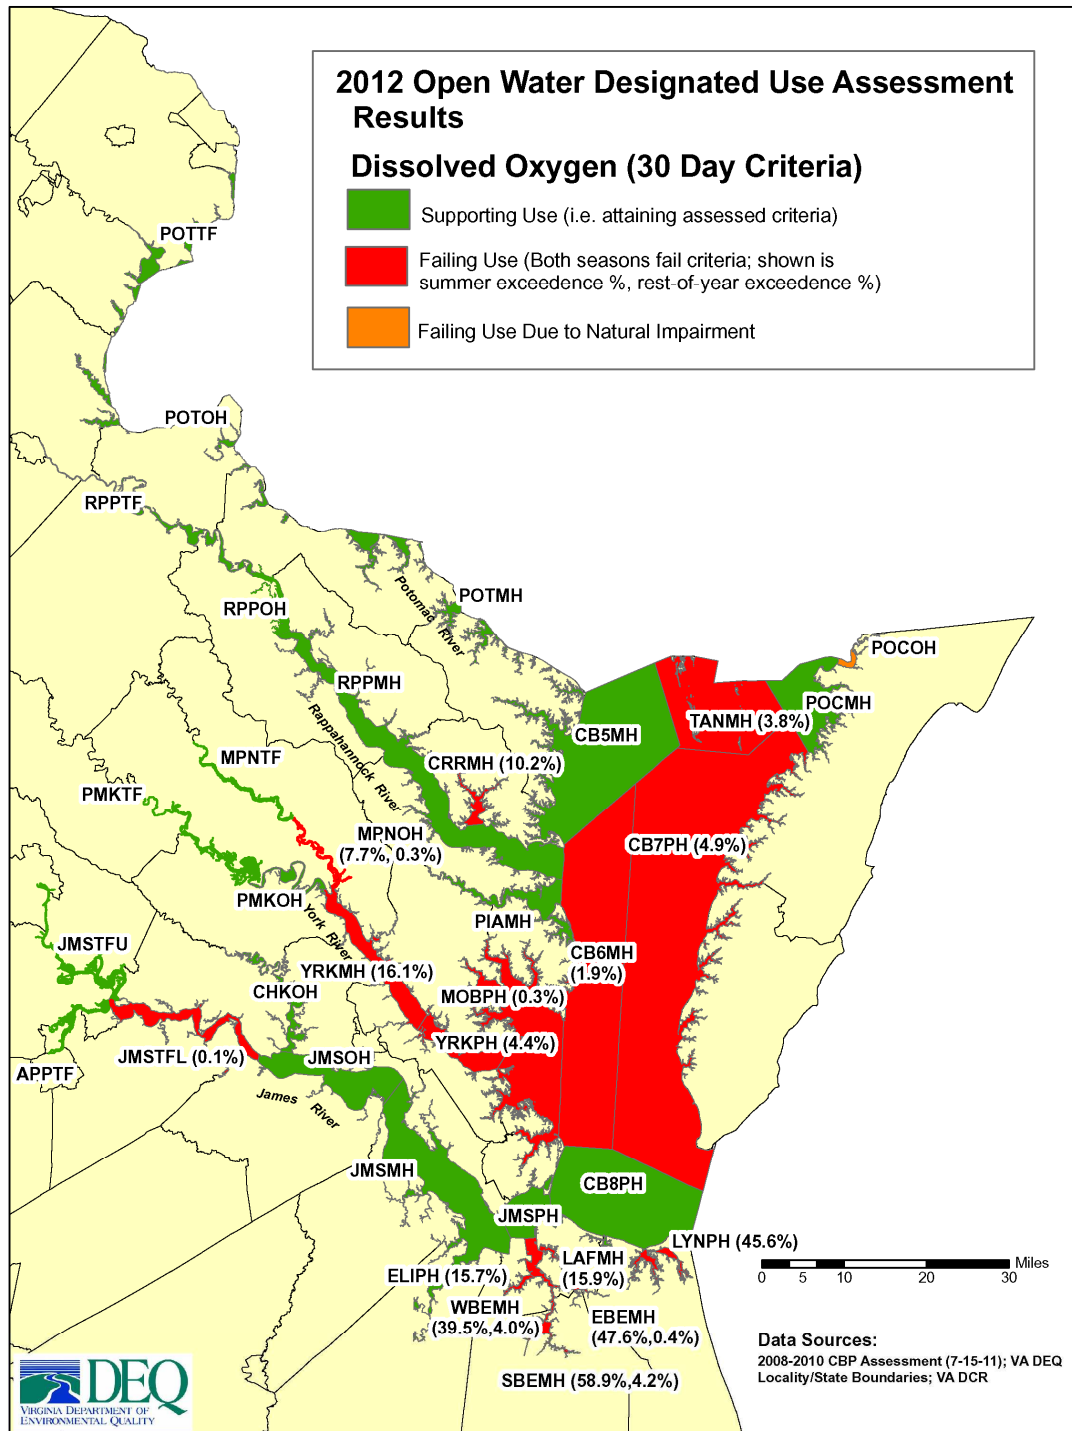 2012 Open Water Designated Use Assessment
Results
Dissolved Oxygen (30 Day Criteria)
Supporting Use (i.e. attaining assessed criteria)
Failing Use (Both seasons fail criteria; shown is
summer exceedence %, rest-of-year exceedence %)
Failing Use Due to Natural Impairment
POTTF
POTOH
RPPTF
Potomac River
POTMH
RPPOH
POCOH
RPPMH
POCMH
TANMH (3.8%)
CB5MH
Rappahannock River
MPNTF
CRRMH (10.2%)
PMKTF
MPNOH
(7.7%, 0.3%)
CB7PH (4.9%)
PMKOH
York River
PIAMH
JMSTFU
CB6MH
(1.9%)
YRKMH (16.1%)
CHKOH
MOBPH (0.3%)
YRKPH (4.4%)
JMSTFL (0.1%)
JMSOH
APPTF
James River
JMSMH
CB8PH
JMSPH
LYNPH (45.6%)
LAFMH
(15.9%)
ELIPH (15.7%)
WBEMH
(39.5%,4.0%)
EBEMH
(47.6%,0.4%)
SBEMH (58.9%,4.2%)
Miles
0 5 10 20 30
Data Sources:
2008-2010 CBP Assessment (7-15-11); VA DEQ
Locality/State Boundaries; VA DCR
DEQ
VIRGINIA DEPARTMENT OF
ENVIRONMENTAL QUALITY